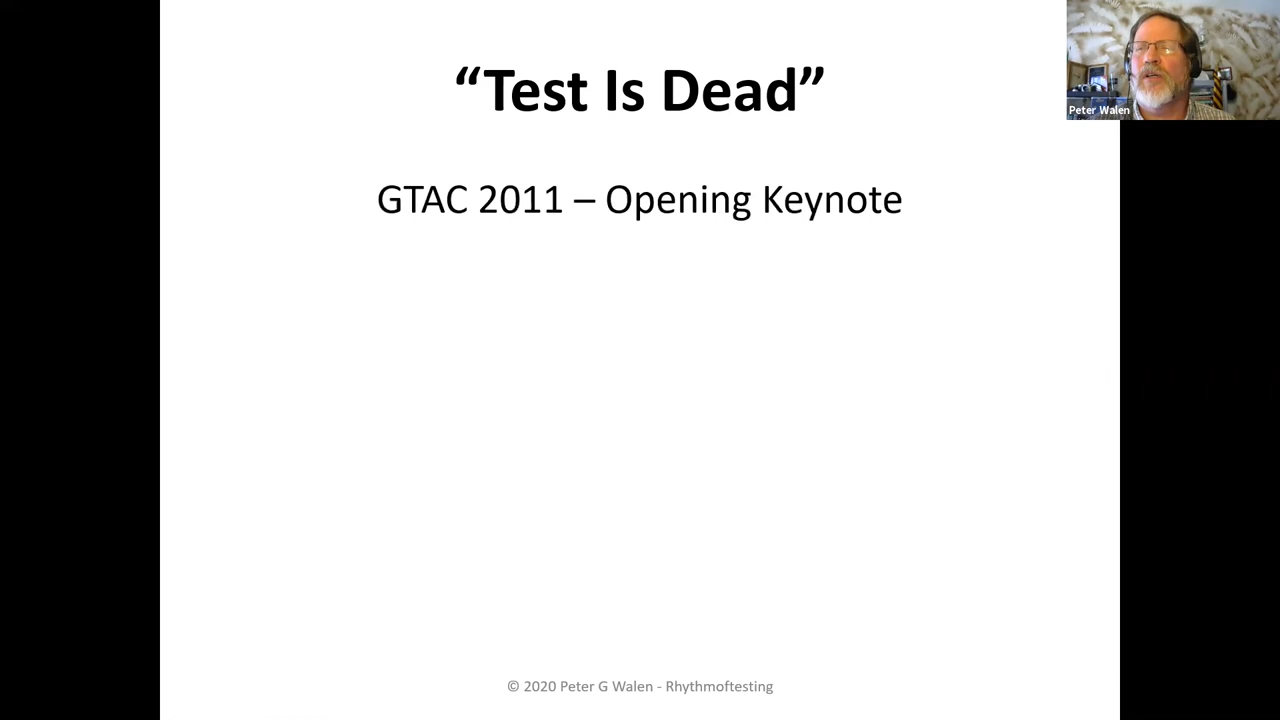 “Test Is Dead”
Peter Walen
GTAC 2011 – Opening Keynote
© 2020 Peter G Walen - Rhythmoftesting